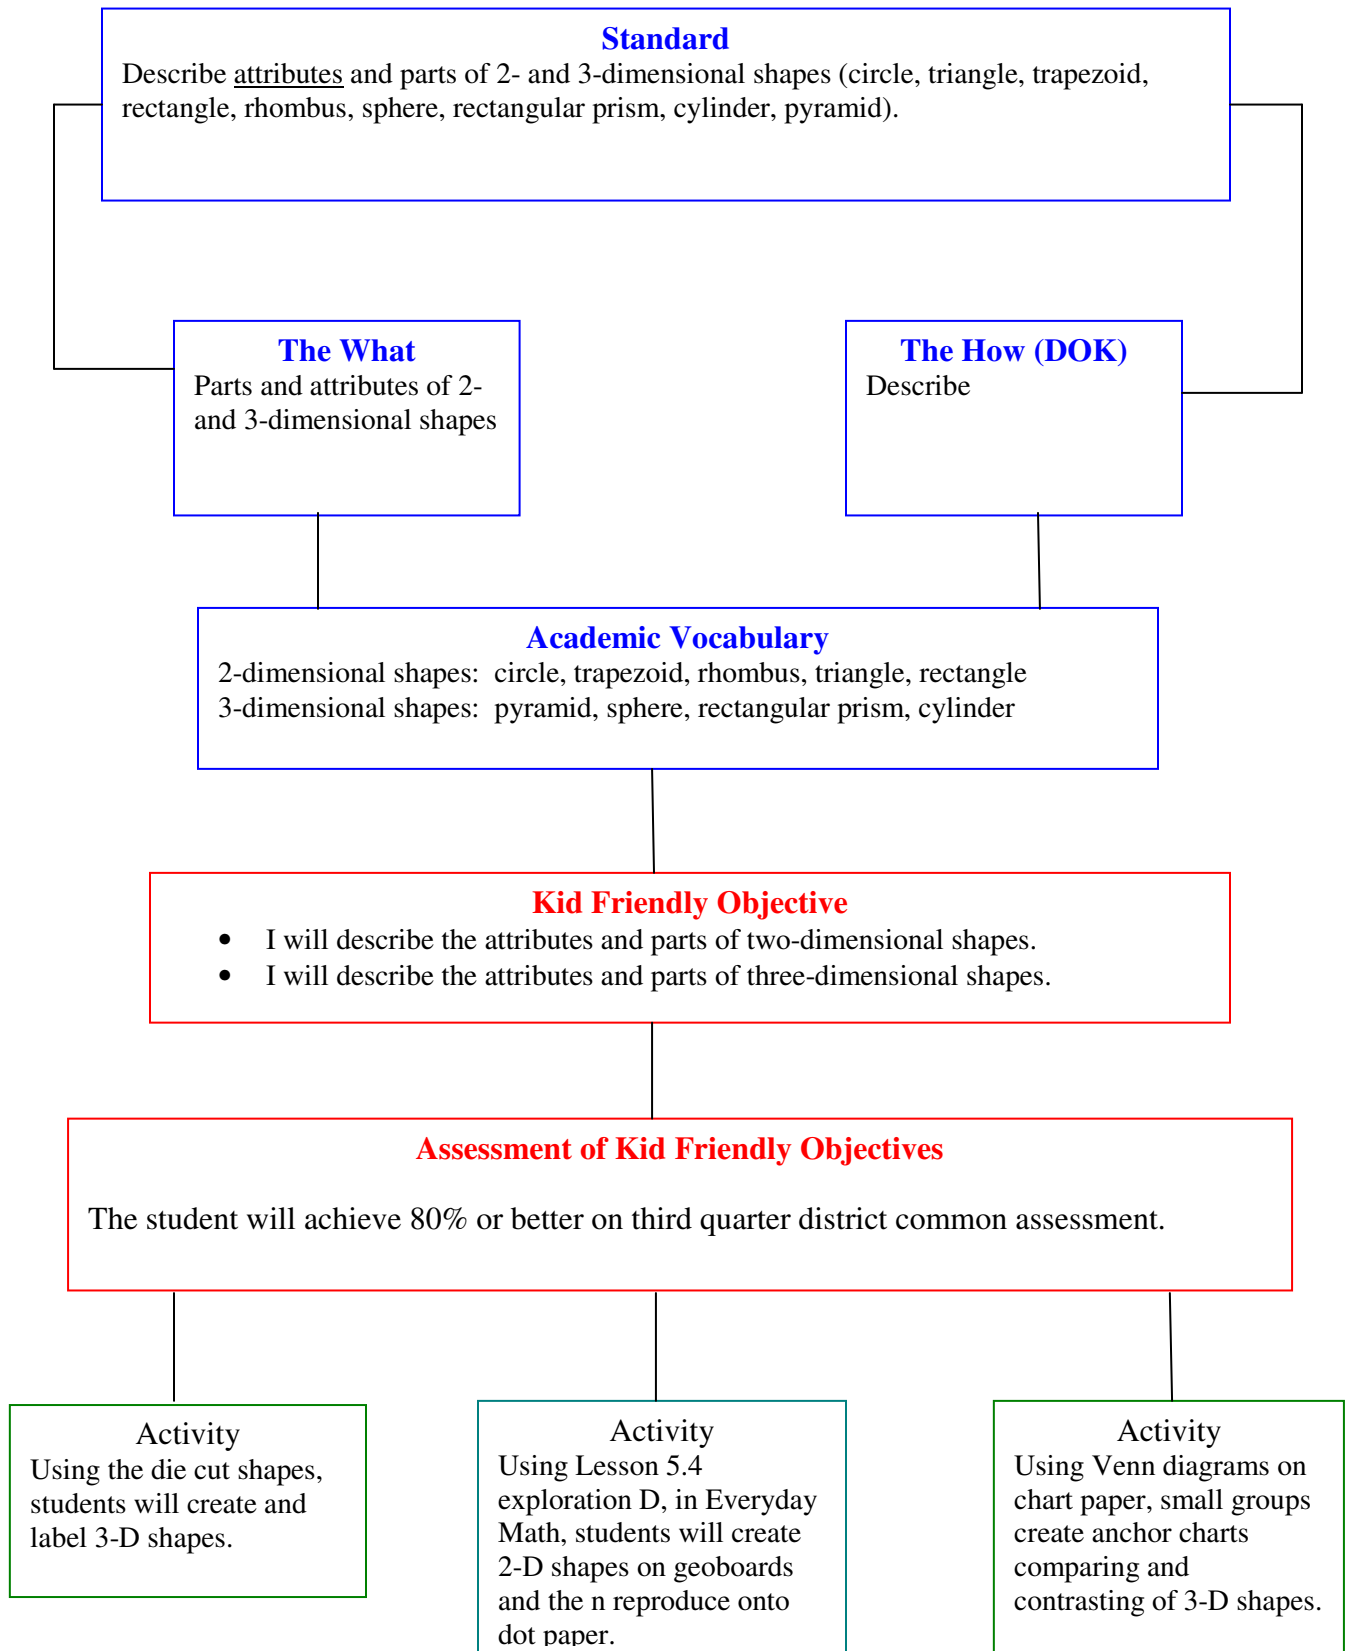 Standard
Describe attributes and parts of 2- and 3-dimensional shapes (circle, triangle, trapezoid,
rectangle, rhombus, sphere, rectangular prism, cylinder, pyramid).
The What
Parts and attributes of 2-
and 3-dimensional shapes
The How (DOK)
Describe
Academic Vocabulary
2-dimensional shapes:  circle, trapezoid, rhombus, triangle, rectangle
3-dimensional shapes:  pyramid, sphere, rectangular prism, cylinder
Kid Friendly Objective
• I will describe the attributes and parts of two-dimensional shapes.
• I will describe the attributes and parts of three-dimensional shapes.
Assessment of Kid Friendly Objectives
The student will achieve 80% or better on third quarter district common assessment.
Activity
Using the die cut shapes,
students will create and
label 3-D shapes.
Activity
Using Lesson 5.4
exploration D, in Everyday
Math, students will create
2-D shapes on geoboards
and the n reproduce onto
dot paper.
Activity
Using Venn diagrams on
chart paper, small groups
create anchor charts
comparing and
contrasting of 3-D shapes.